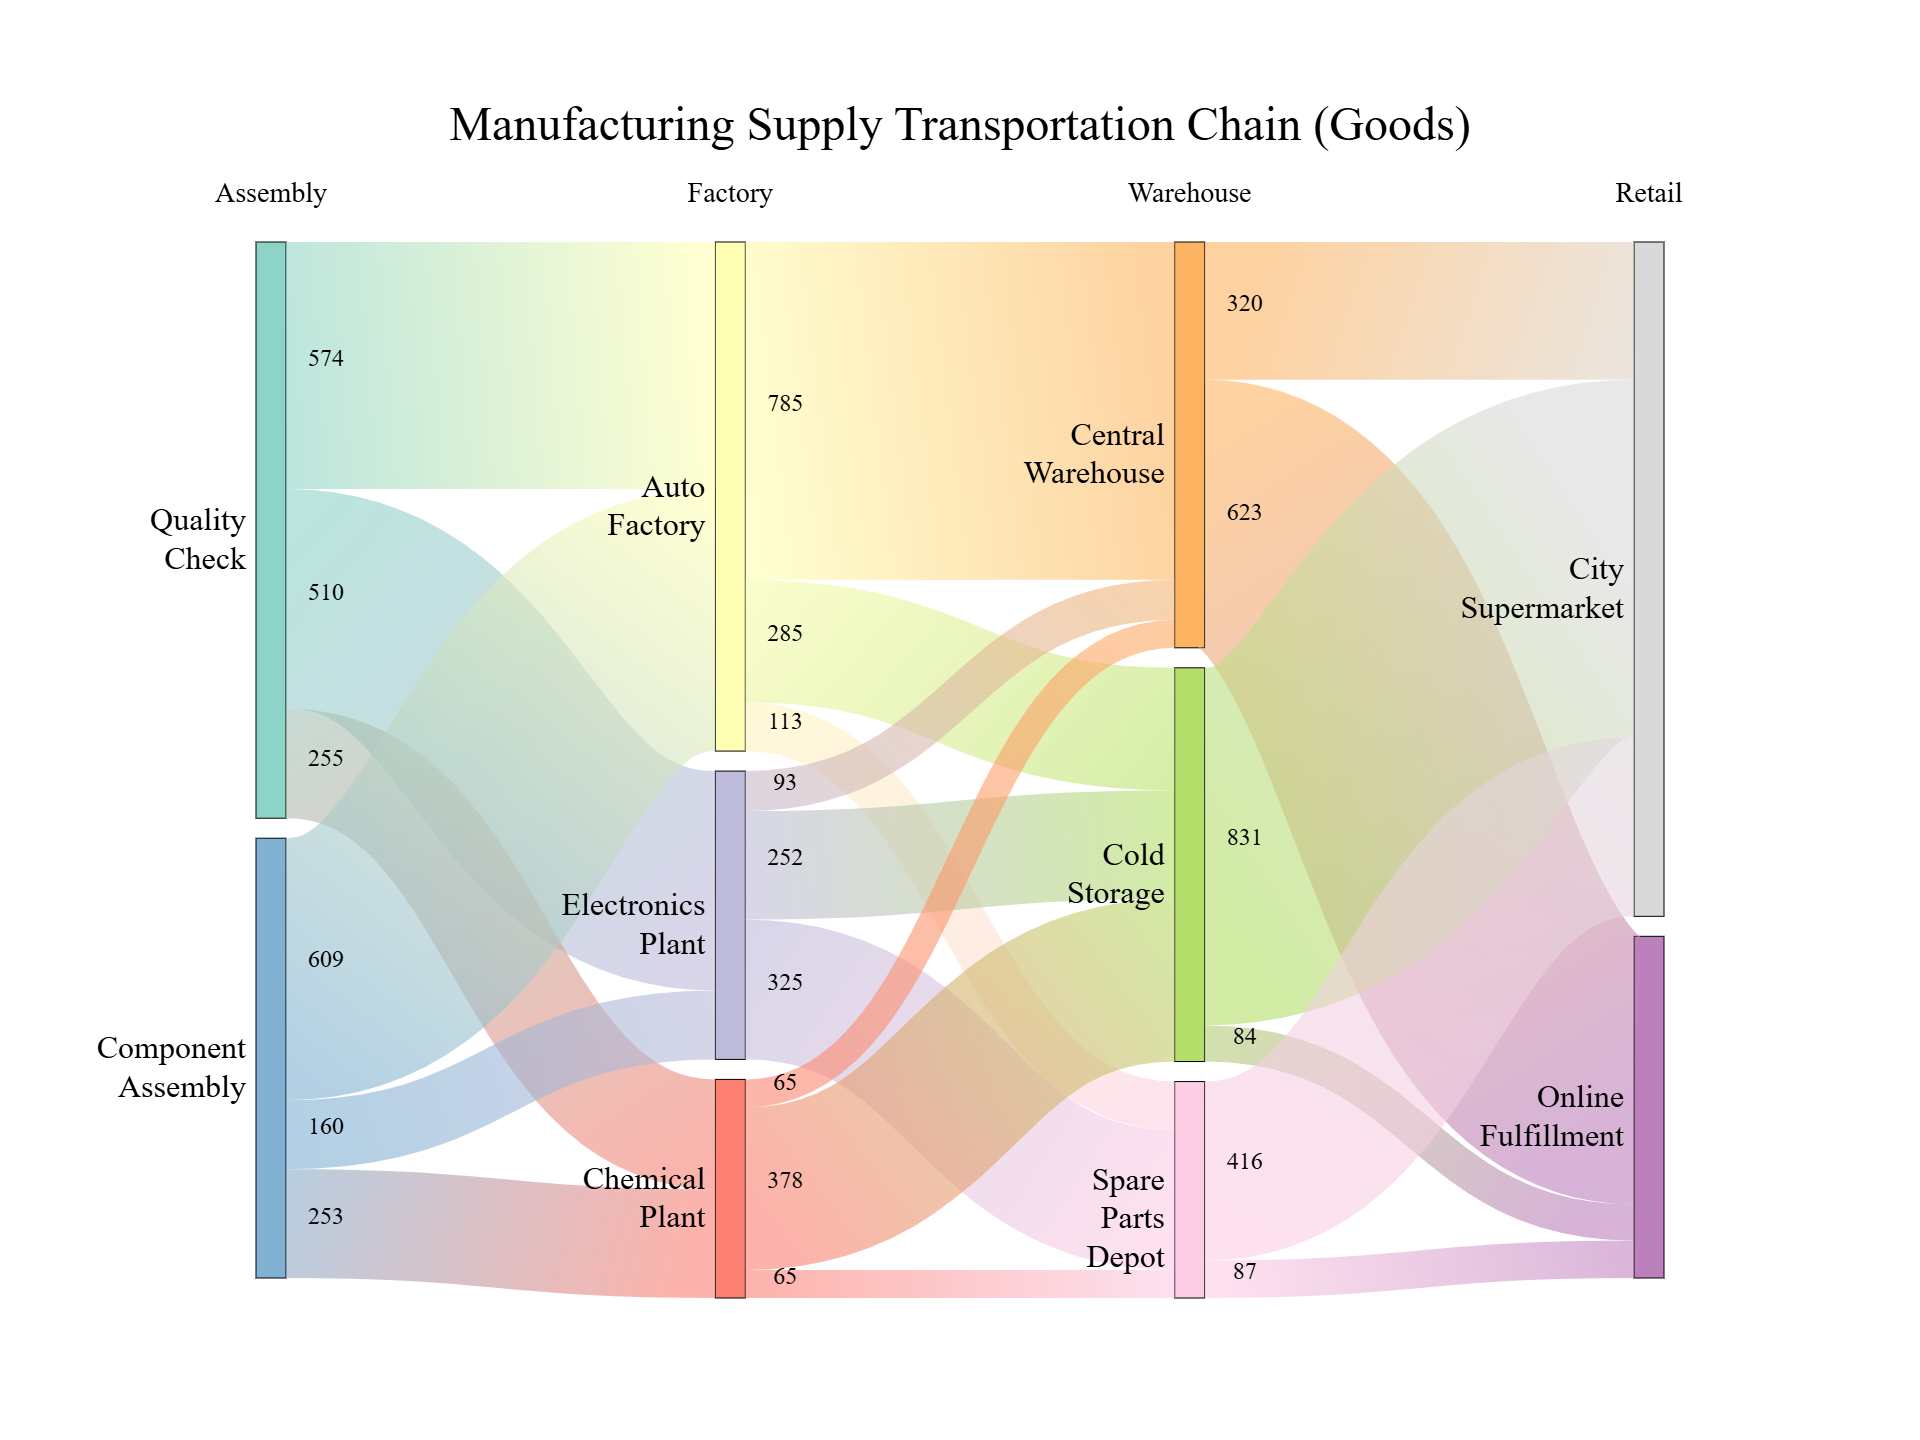 Manufacturing Supply Transportation Chain (Goods)
Assembly
Factory
Warehouse
Retail
Quality
Check
574
510
255
Component
Assembly
609
160
253
Auto
Factory
785
285
113
Electronics
Plant
93
252
325
Chemical
Plant
65
378
65
Central
Warehouse
320
623
Cold
Storage
831
84
Spare
Parts
Depot
416
87
City
Supermarket
Online
Fulfillment